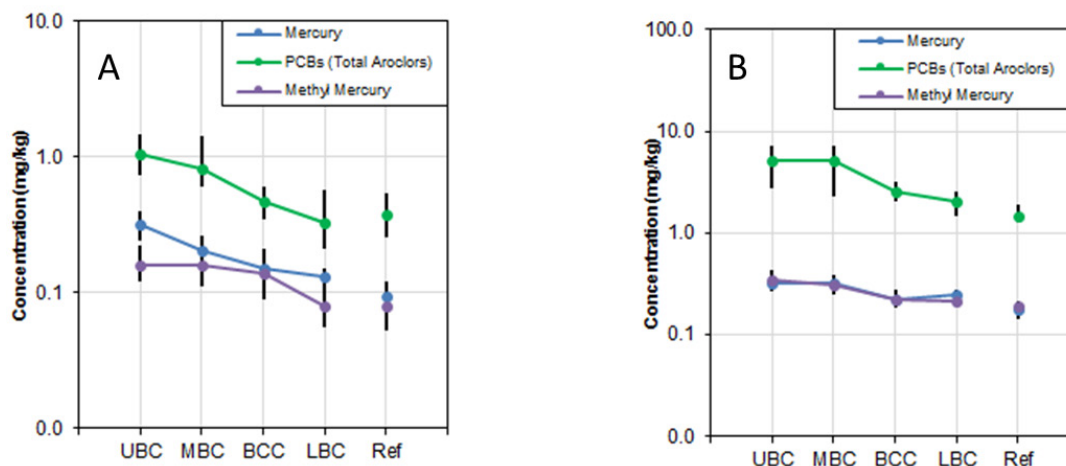 A
Mercury
PCBs (Total Aroclors)
Methyl Mercury
Concentration (mg/kg)
10.0
1.0
0.1
0.0
UBC MBC BCC LBC Ref
B
Mercury
PCBs (Total Aroclors)
Methyl Mercury
Concentration (mg/kg)
100.0
10.0
1.0
0.1
0.0
UBC MBC BCC LBC Ref